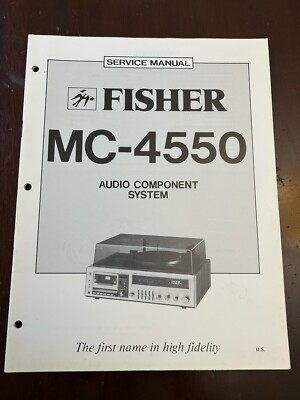 SERVICE MANUAL
FISHER
MC-4550
AUDIO COMPONENT
SYSTEM
The first name in high fidelity
U.S.